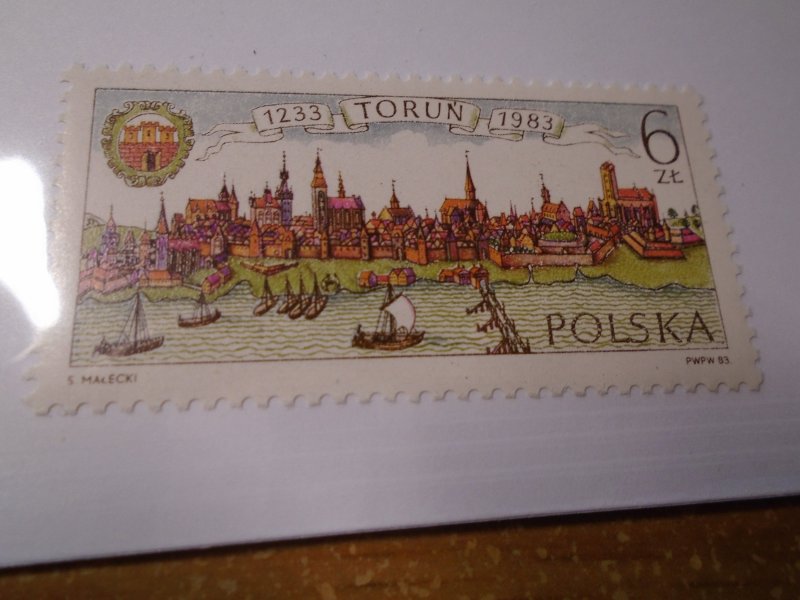 1233 TORUŃ 1983
6
ZŁ
POLSKA
S. MAŁECKI
PWPW 83.